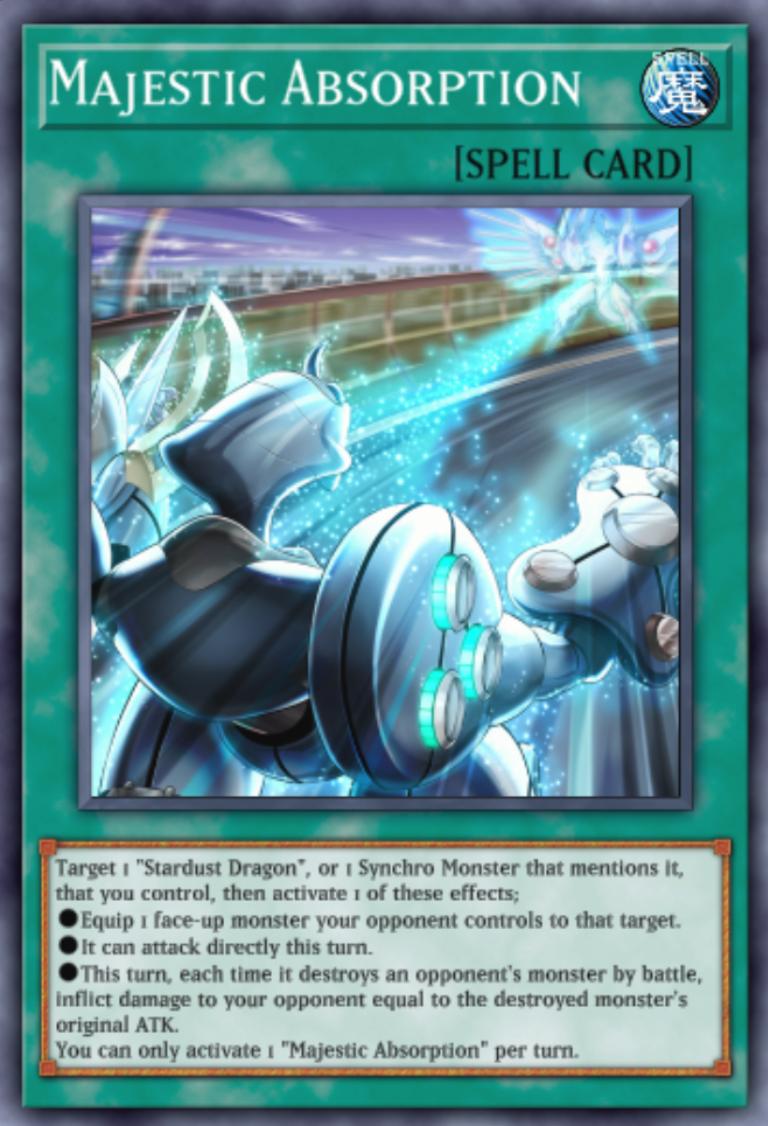 MAJESTIC ABSORPTION
SPELL
魔
[SPELL CARD]
Target 1 "Stardust Dragon", or 1 Synchro Monster that mentions it,
that you control, then activate 1 of these effects;
●Equip 1 face-up monster your opponent controls to that target.
●It can attack directly this turn.
●This turn, each time it destroys an opponent's monster by battle,
inflict damage to your opponent equal to the destroyed monster's
original ATK.
You can only activate 1 "Majestic Absorption" per turn.